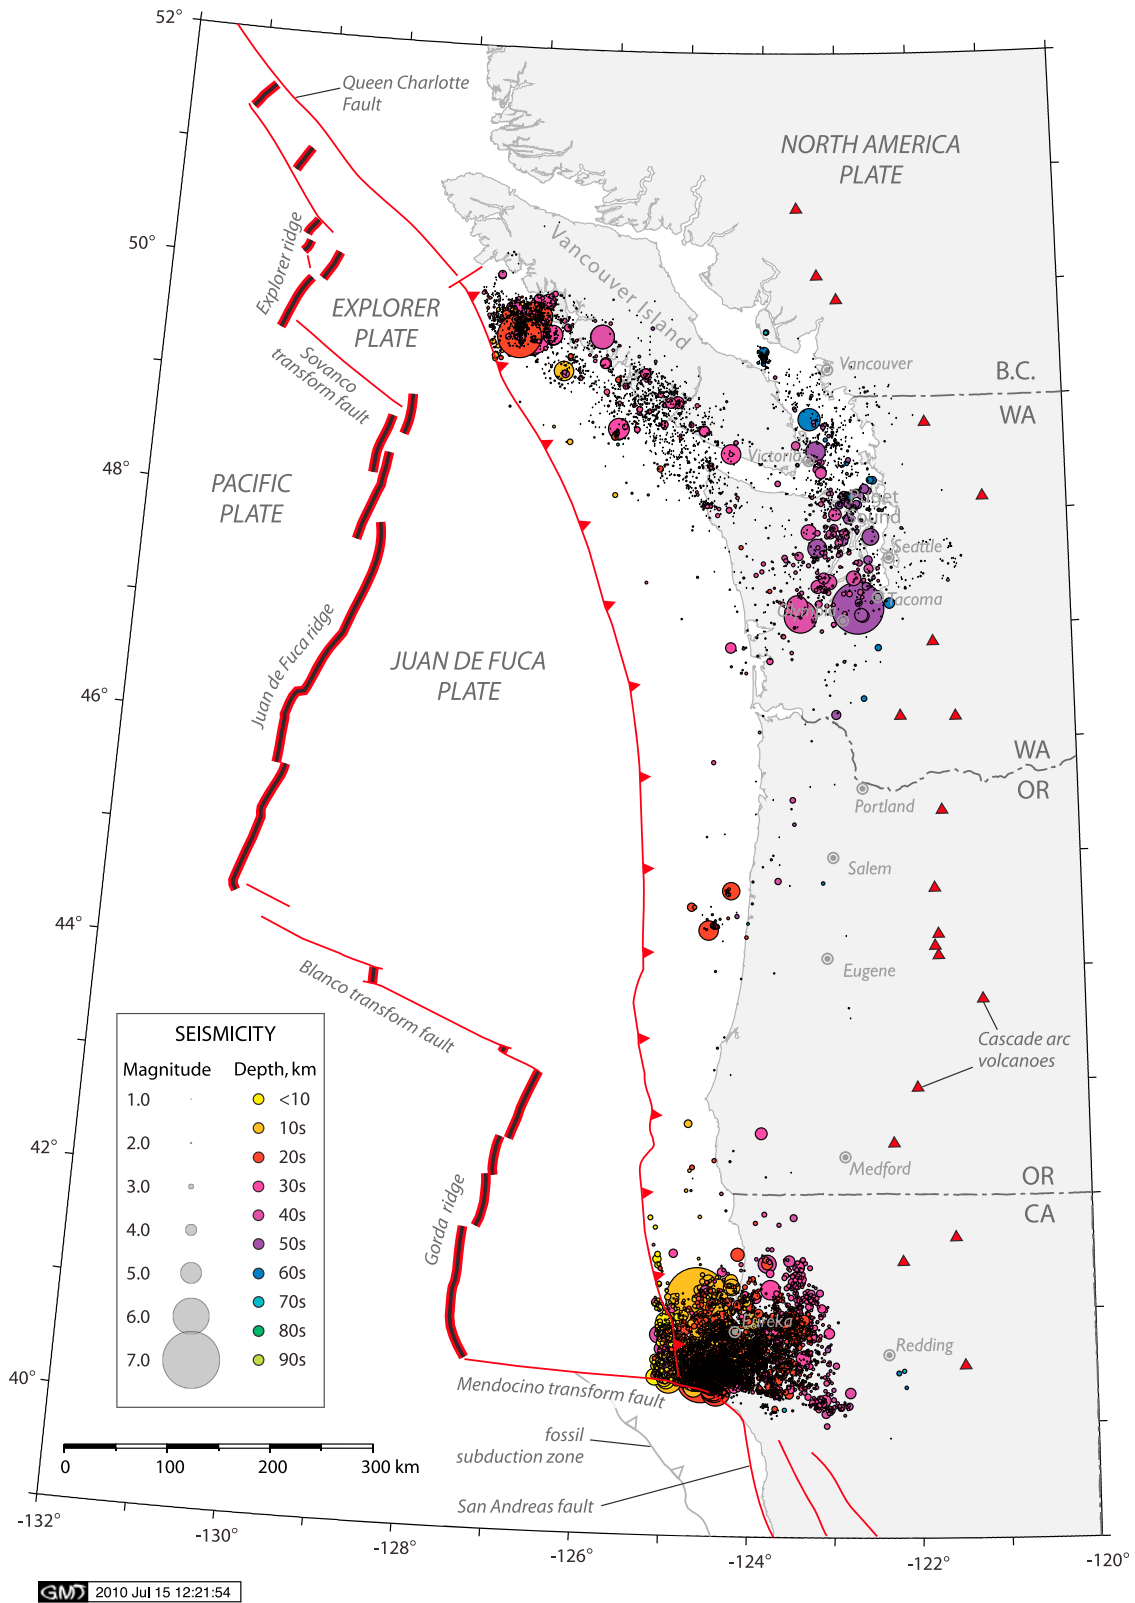 52°
Queen Charlotte
Fault
NORTH AMERICA
PLATE
50°
Explorer ridge
Vancouver Island
EXPLORER
PLATE
Sovanco
transform fault
Vancouver
B.C.
WA
48°
PACIFIC
PLATE
Victoria
Puget
Sound
Seattle
Tacoma
Olympia
Juan de Fuca ridge
JUAN DE FUCA
PLATE
46°
WA
OR
Portland
Salem
44°
Eugene
Blanco transform fault
Cascade arc
volcanoes
SEISMICITY
Magnitude Depth, km
1.0 <10
2.0 10s
3.0 20s
4.0 30s
5.0 40s
6.0 50s
7.0 60s
70s
80s
90s
42°
Medford
OR
CA
Gorda ridge
Eureka
Redding
40°
Mendocino transform fault
fossil
subduction zone
San Andreas fault
0 100 200 300 km
-132° -130° -128° -126° -124° -122° -120°
GMT 2010 Jul 15 12:21:54